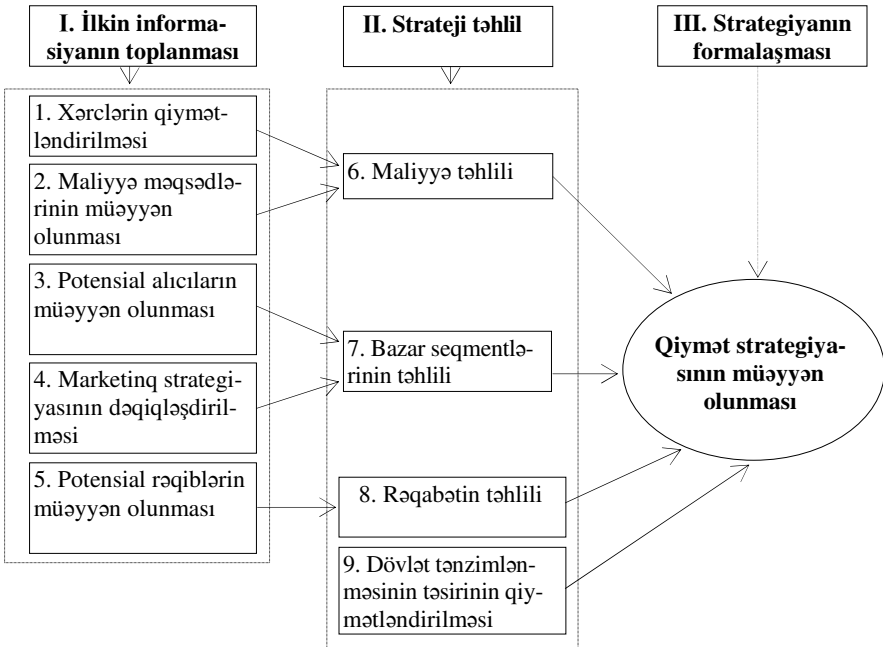 I. İlkin informa-
siyanın toplanması
1. Xərclərin qiymət-
ləndirilməsi
2. Maliyyə məqsədlə-
rinin müəyyən
olunması
3. Potensial alıcıların
müəyyən olunması
4. Marketinq strategi-
yasının dəqiqləşdiril-
məsi
5. Potensial rəqiblərin
müəyyən olunması
II. Strateji təhlil
6. Maliyyə təhlili
7. Bazar seqmentlə-
rinin təhlili
8. Rəqabətin təhlili
9. Dövlət tənzimlən-
məsinin təsirinin qiy-
mətləndirilməsi
III. Strategiyanın
formalaşması
Qiymət strategiya-
sının müəyyən
olunması